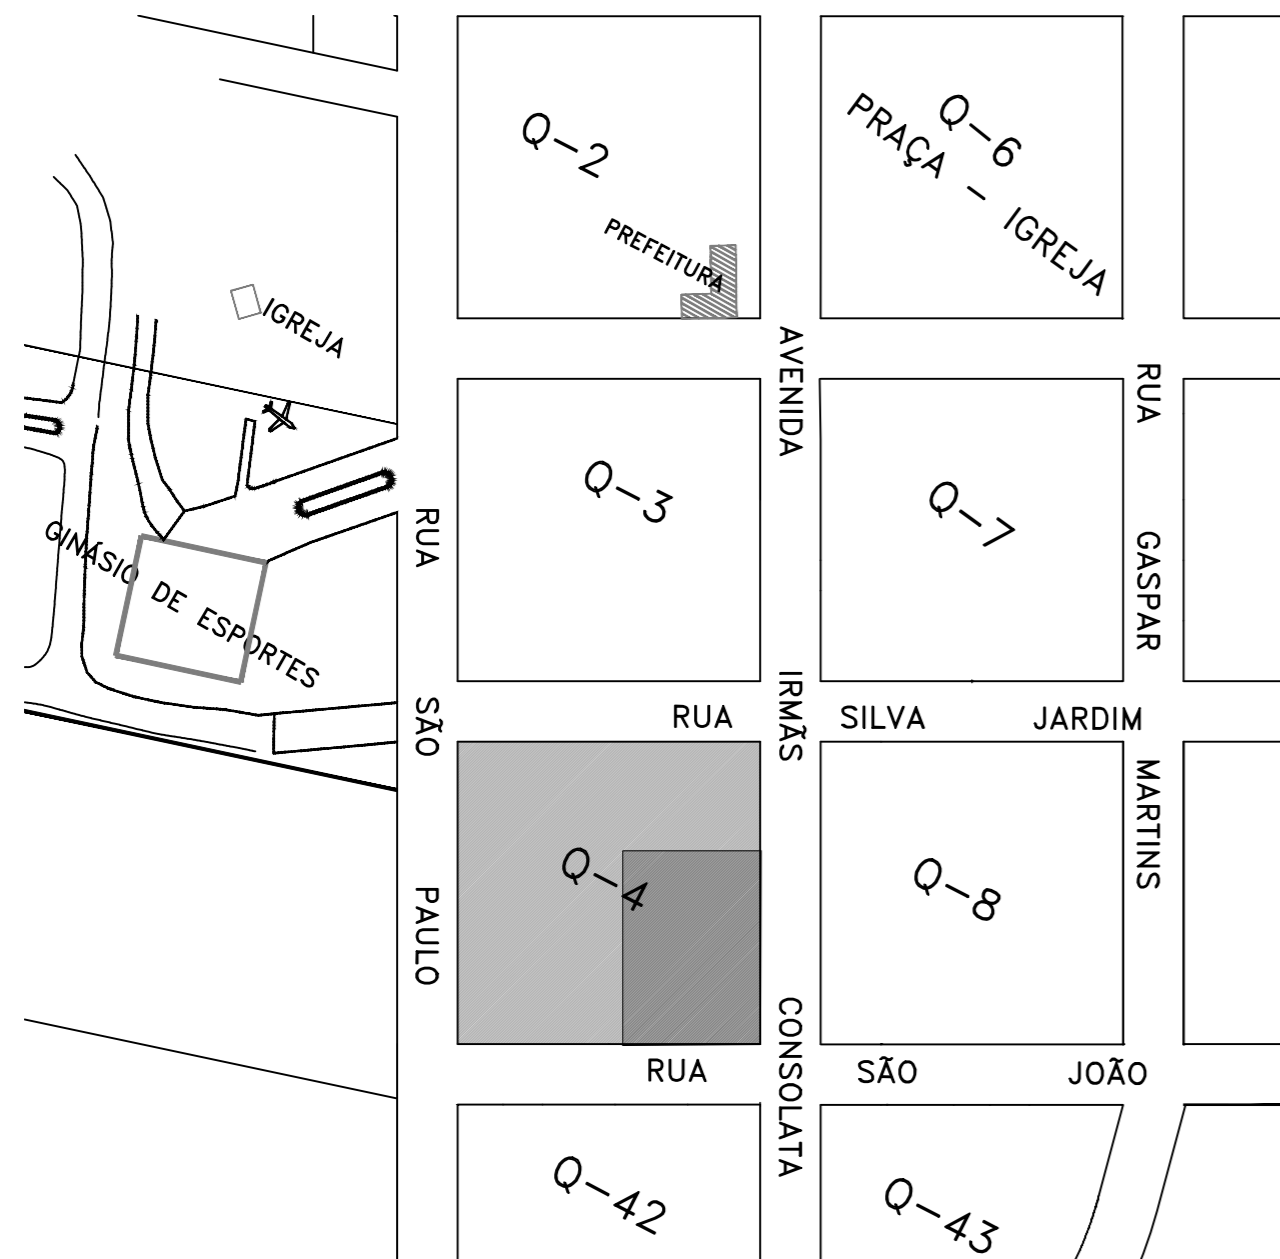 Q-2
Q-6
PRAÇA - IGREJA
PREFEITURA
IGREJA
AVENIDA IRMÃS CONSOLATA
RUA GASPAR MARTINS
Q-3
Q-7
GINÁSIO DE ESPORTES
RUA SÃO PAULO
RUA SILVA JARDIM
Q-4
Q-8
RUA SÃO JOÃO
Q-42
Q-43